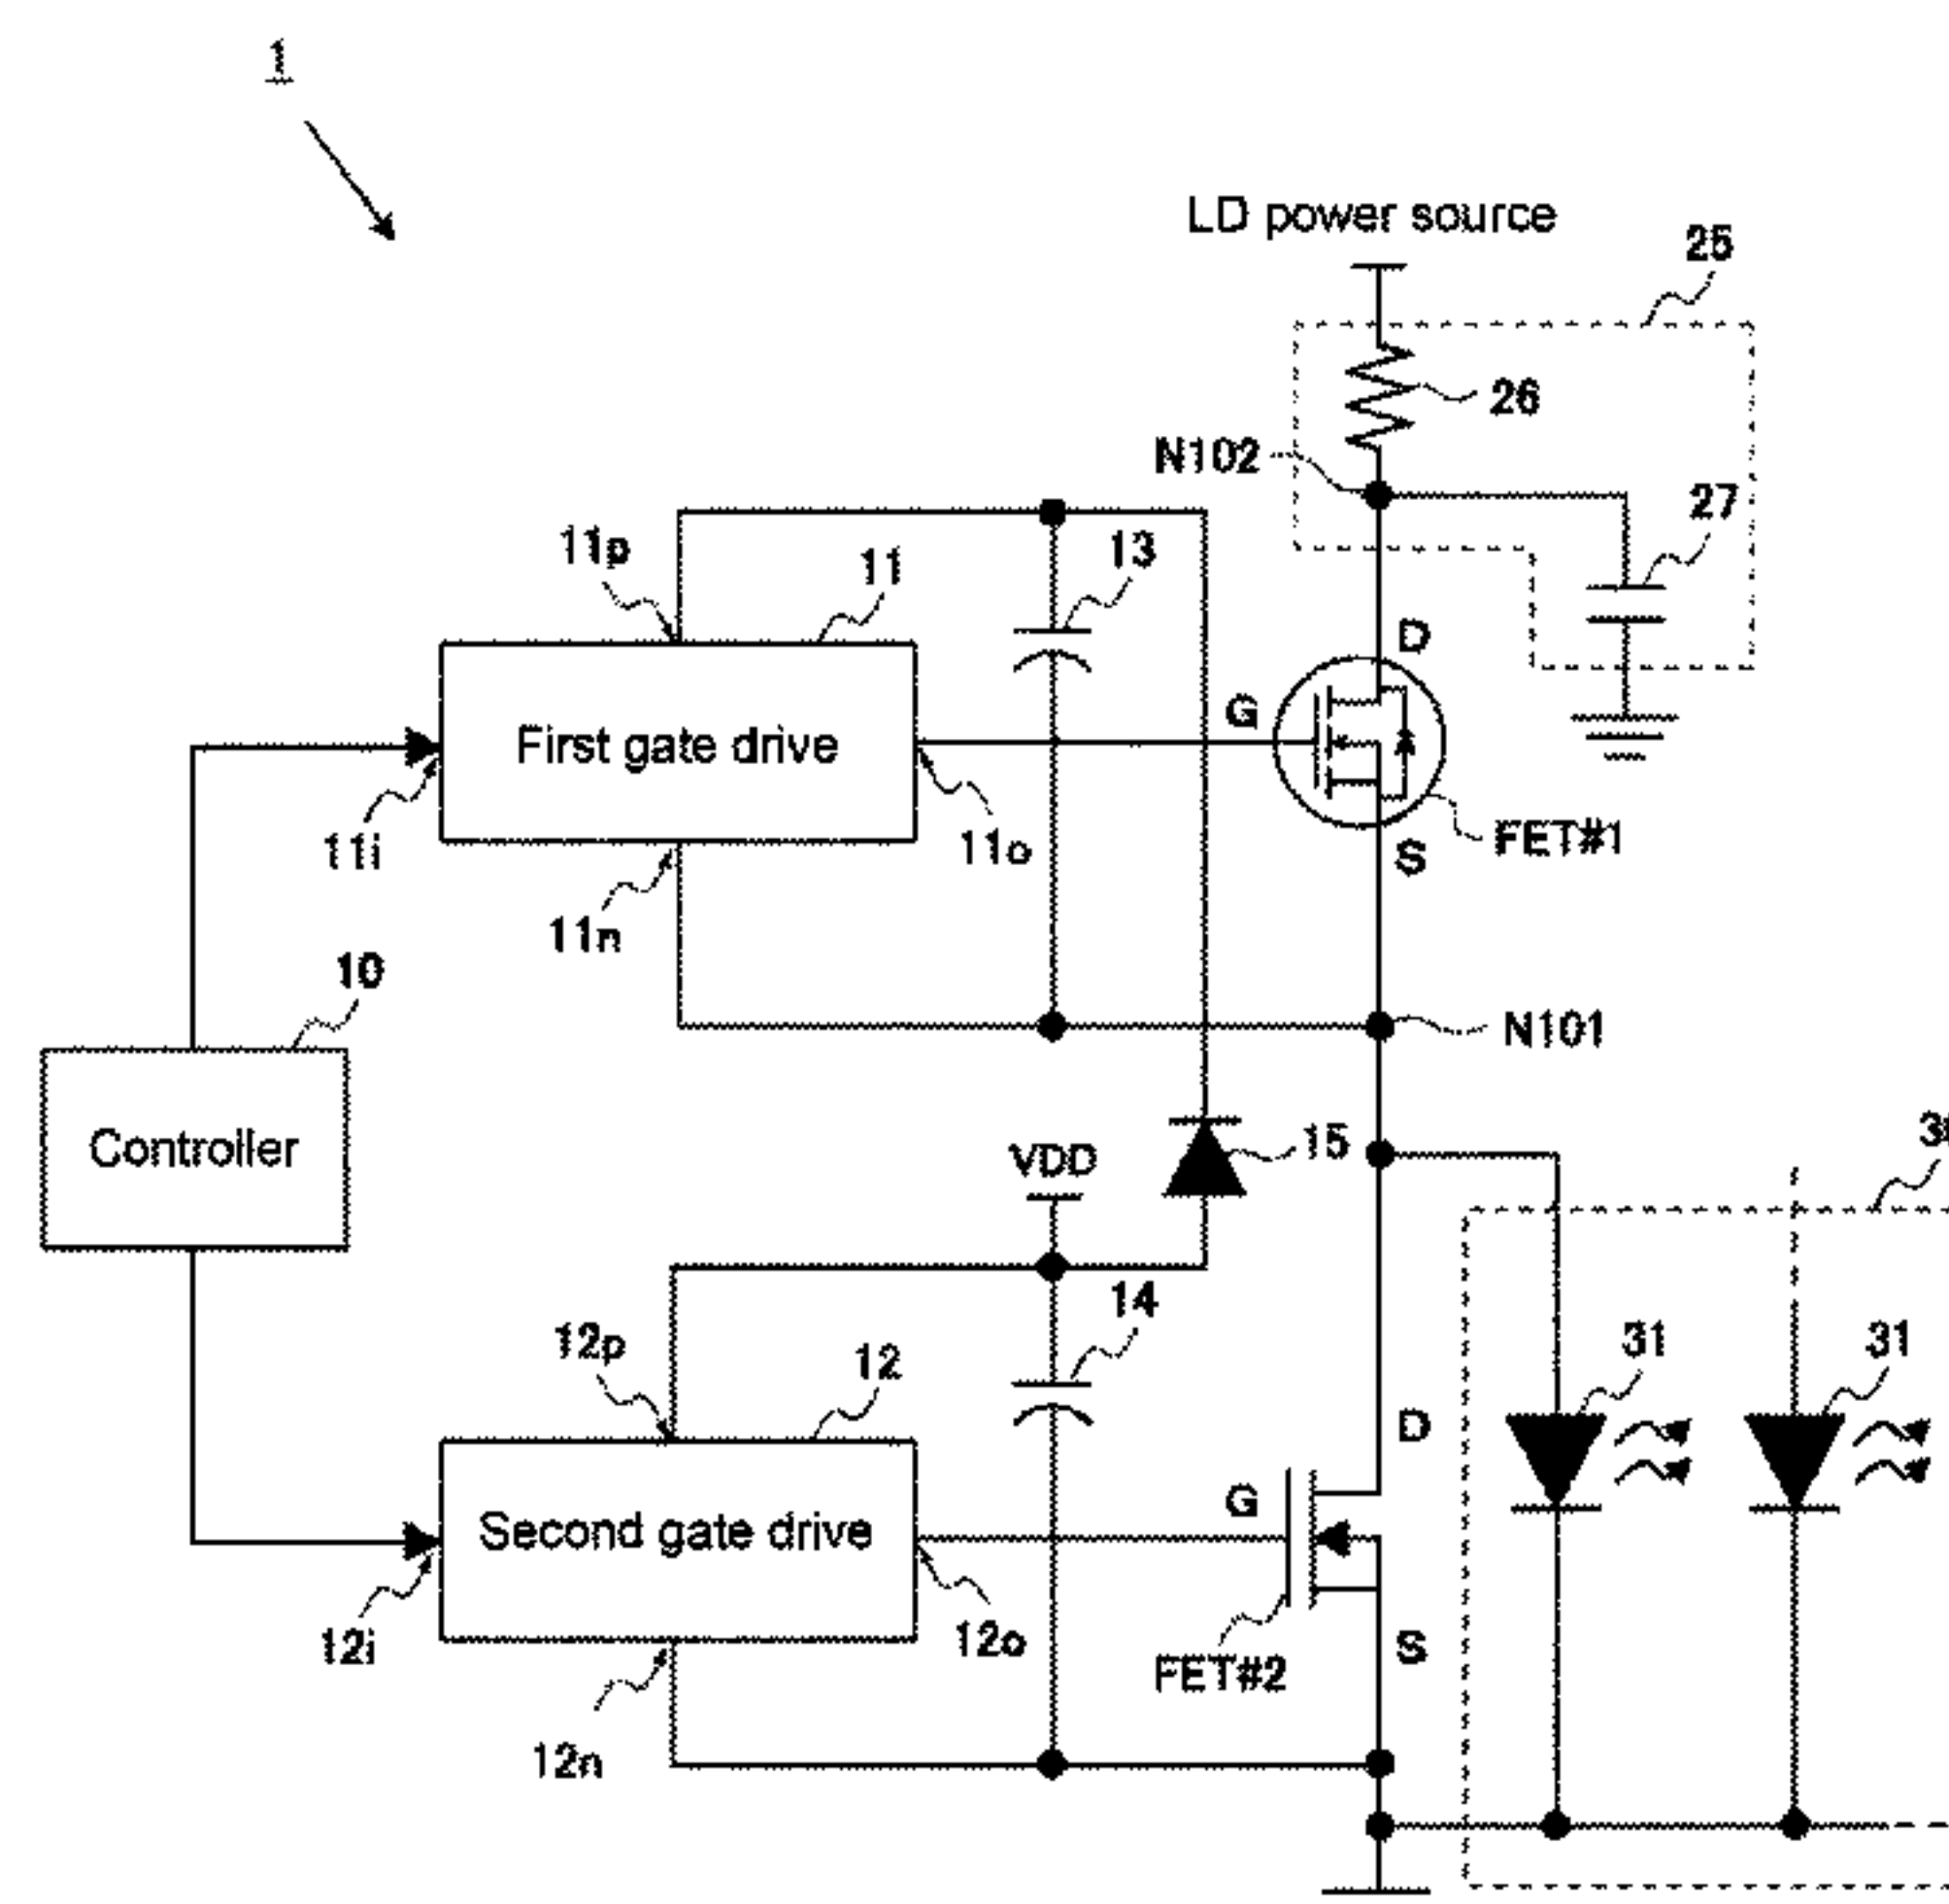 1
LD power source
25
26
N102
27
11p
11
13
D
First gate drive
G
11i
11o
FET#1
S
11n
10
N101
Controller
VDD
15
14
12p
12
31
31
D
G
Second gate drive
12i
12o
FET#2
S
12n